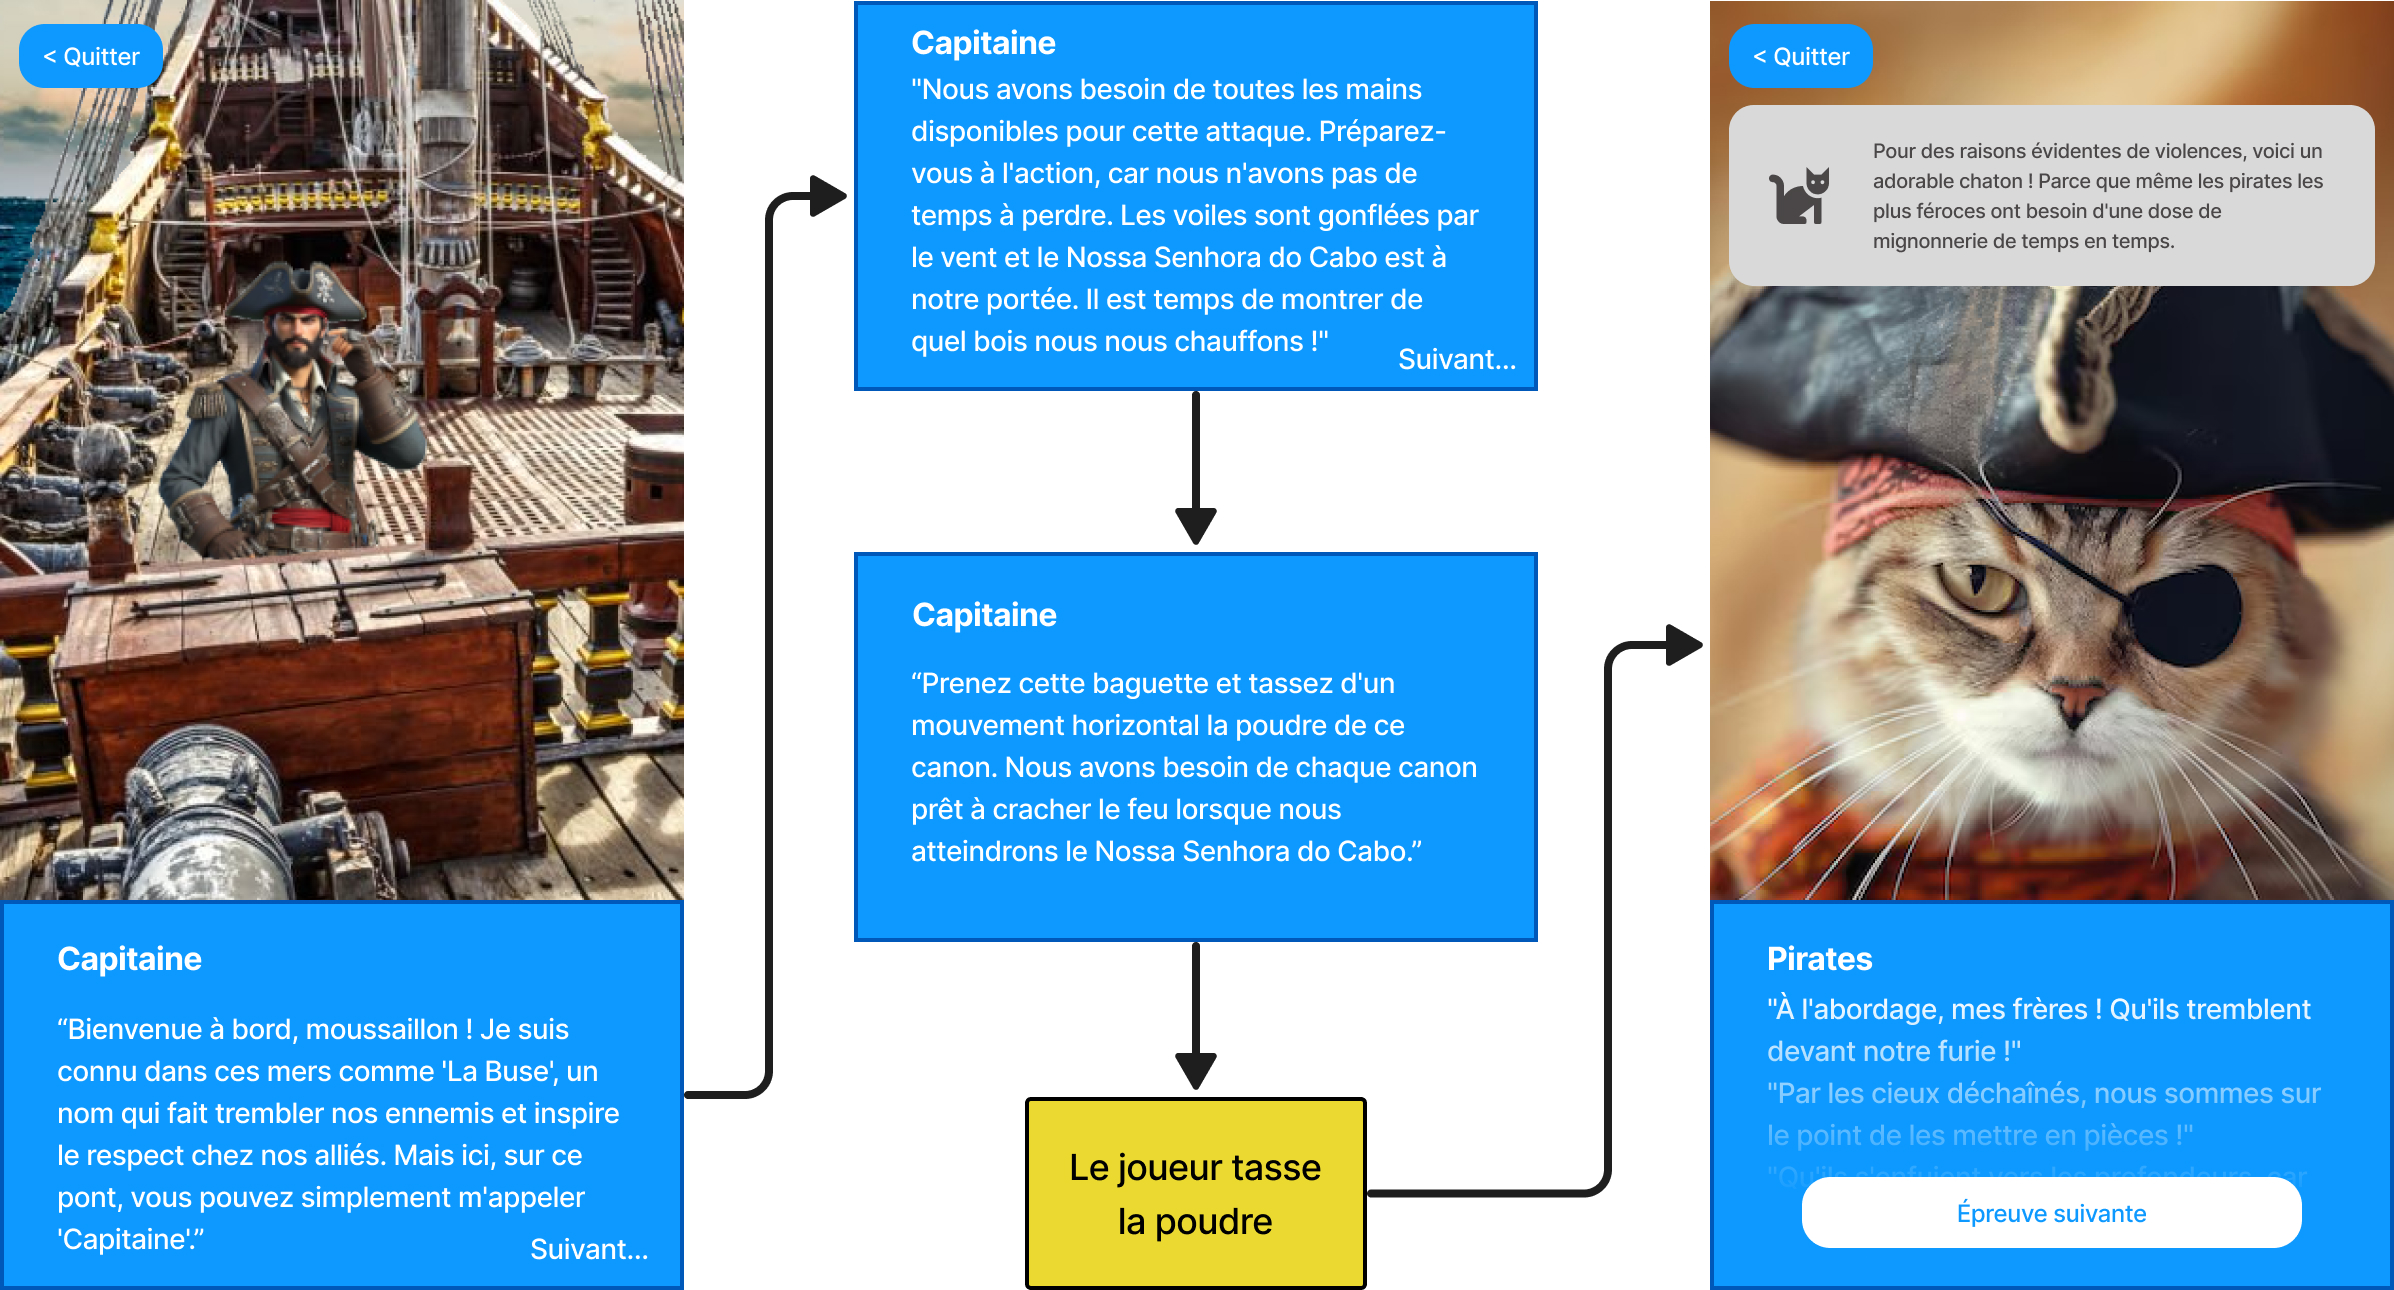 < Quitter
Capitaine
“Bienvenue à bord, moussaillon ! Je suis
connu dans ces mers comme 'La Buse', un
nom qui fait trembler nos ennemis et inspire
le respect chez nos alliés. Mais ici, sur ce
pont, vous pouvez simplement m'appeler
'Capitaine'.”
Suivant...
Capitaine
"Nous avons besoin de toutes les mains
disponibles pour cette attaque. Préparez-
vous à l'action, car nous n'avons pas de
temps à perdre. Les voiles sont gonflées par
le vent et le Nossa Senhora do Cabo est à
notre portée. Il est temps de montrer de
quel bois nous nous chauffons !"
Suivant...
Capitaine
“Prenez cette baguette et tassez d'un
mouvement horizontal la poudre de ce
canon. Nous avons besoin de chaque canon
prêt à cracher le feu lorsque nous
atteindrons le Nossa Senhora do Cabo.”
Le joueur tasse
la poudre
< Quitter
Pour des raisons évidentes de violences, voici un
adorable chaton ! Parce que même les pirates les
plus féroces ont besoin d'une dose de
mignonnerie de temps en temps.
Pirates
"À l'abordage, mes frères ! Qu'ils tremblent
devant notre furie !"
"Par les cieux déchaînés, nous sommes sur
le point de les mettre en pièces !"
"Qu'ils s'enfuient vers les profondeurs, car
Épreuve suivante